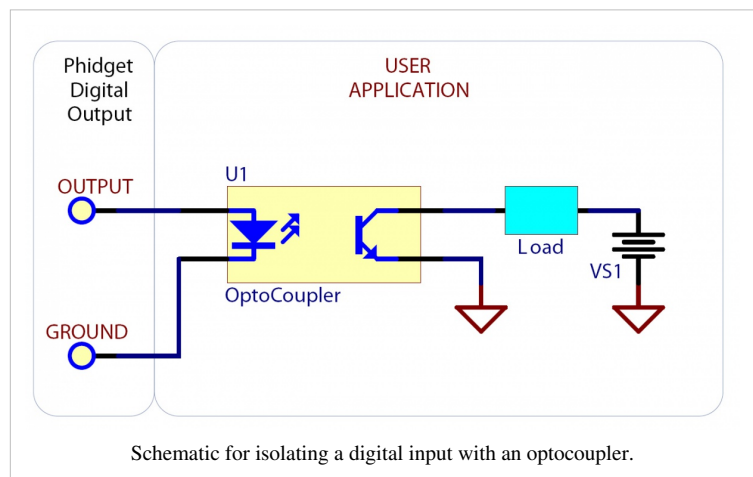 Phidget
Digital
Output
USER
APPLICATION
U1
OUTPUT
Load
VS1
OptoCoupler
GROUND
Schematic for isolating a digital input with an optocoupler.